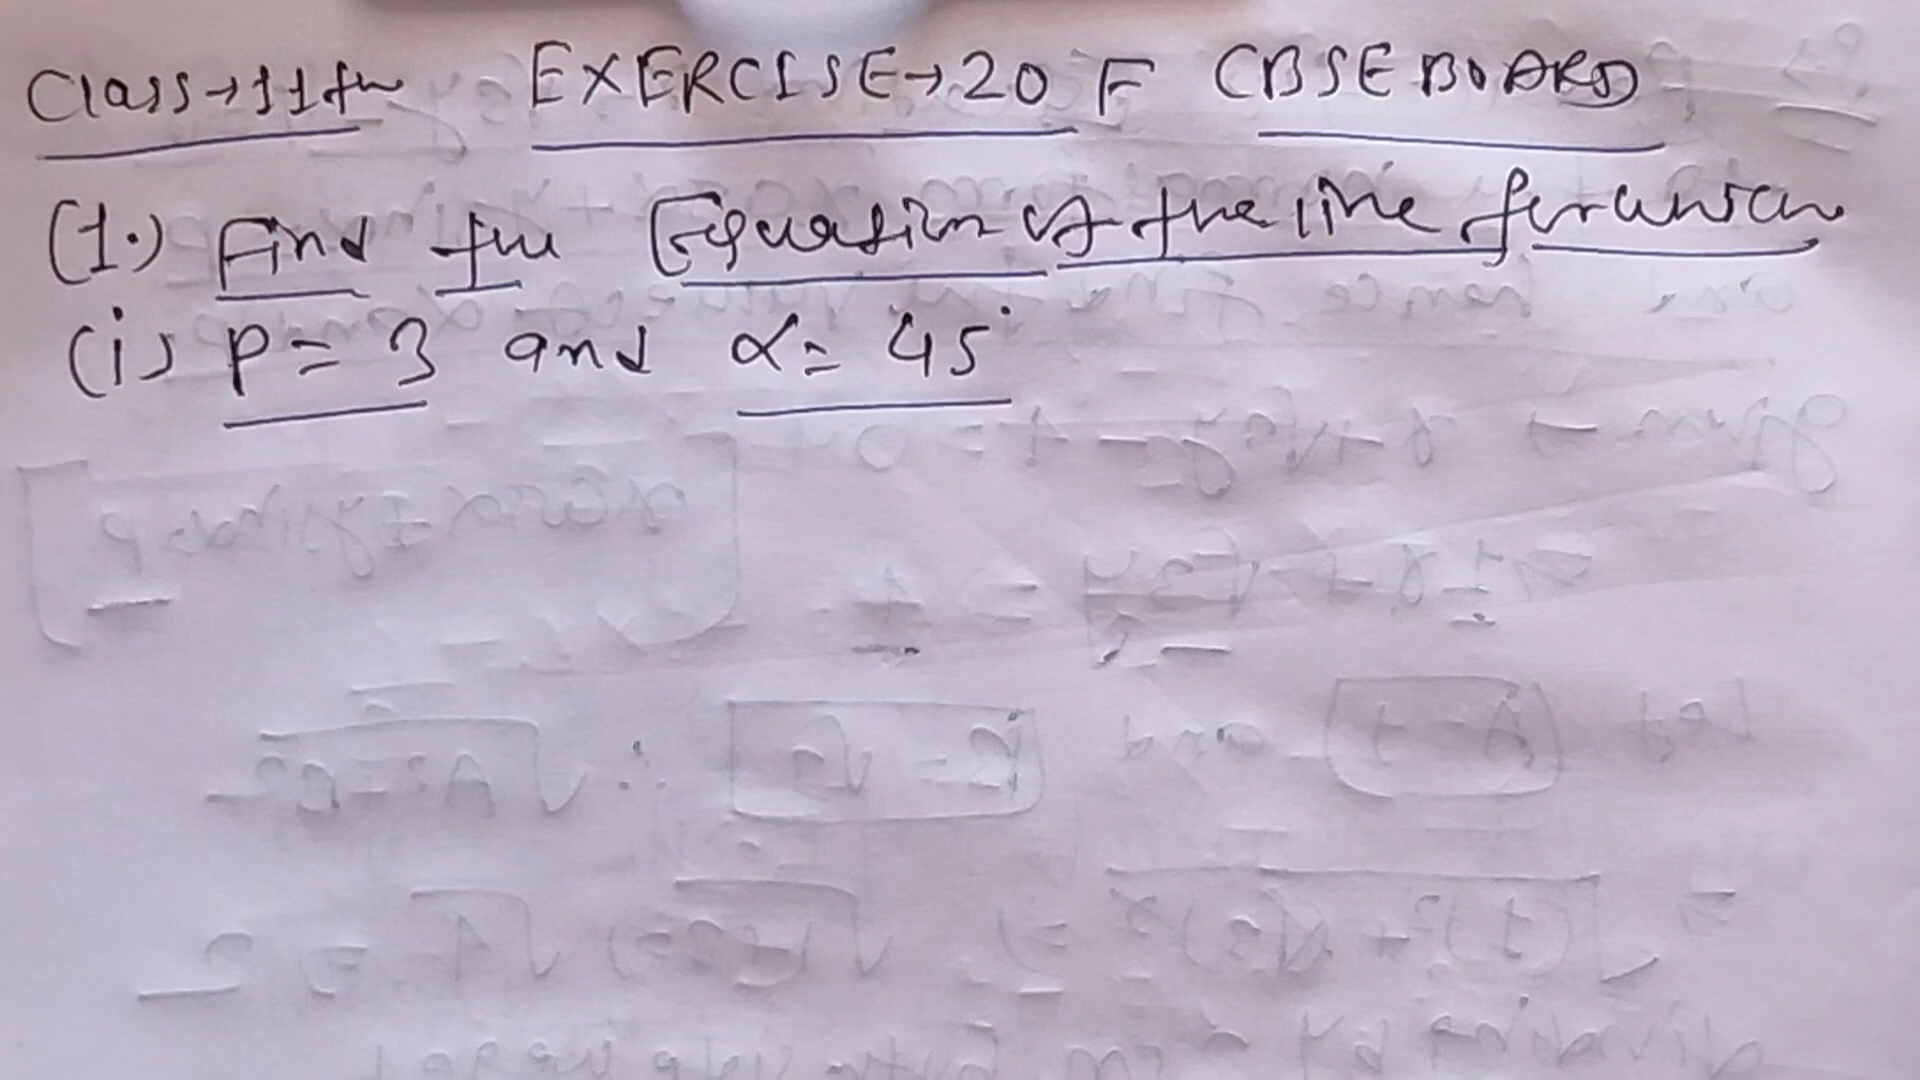 Class→11th EXERCISE→20 F CBSE BOARD
(1.) Find the Equation of the line for which
(i) P = 3 and α = 45°